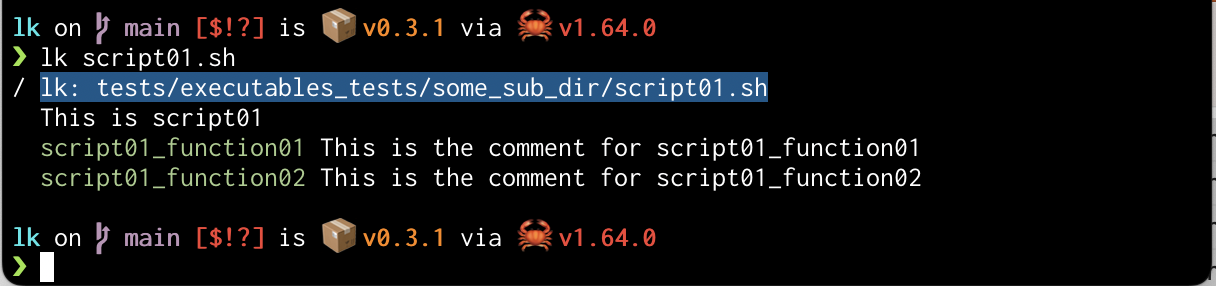 lk on main [$!?] is 📦 v0.3.1 via 🦀 v1.64.0
❯ lk script01.sh
/ lk: tests/executables_tests/some_sub_dir/script01.sh
This is script01
script01_function01 This is the comment for script01_function01
script01_function02 This is the comment for script01_function02
lk on main [$!?] is 📦 v0.3.1 via 🦀 v1.64.0
❯